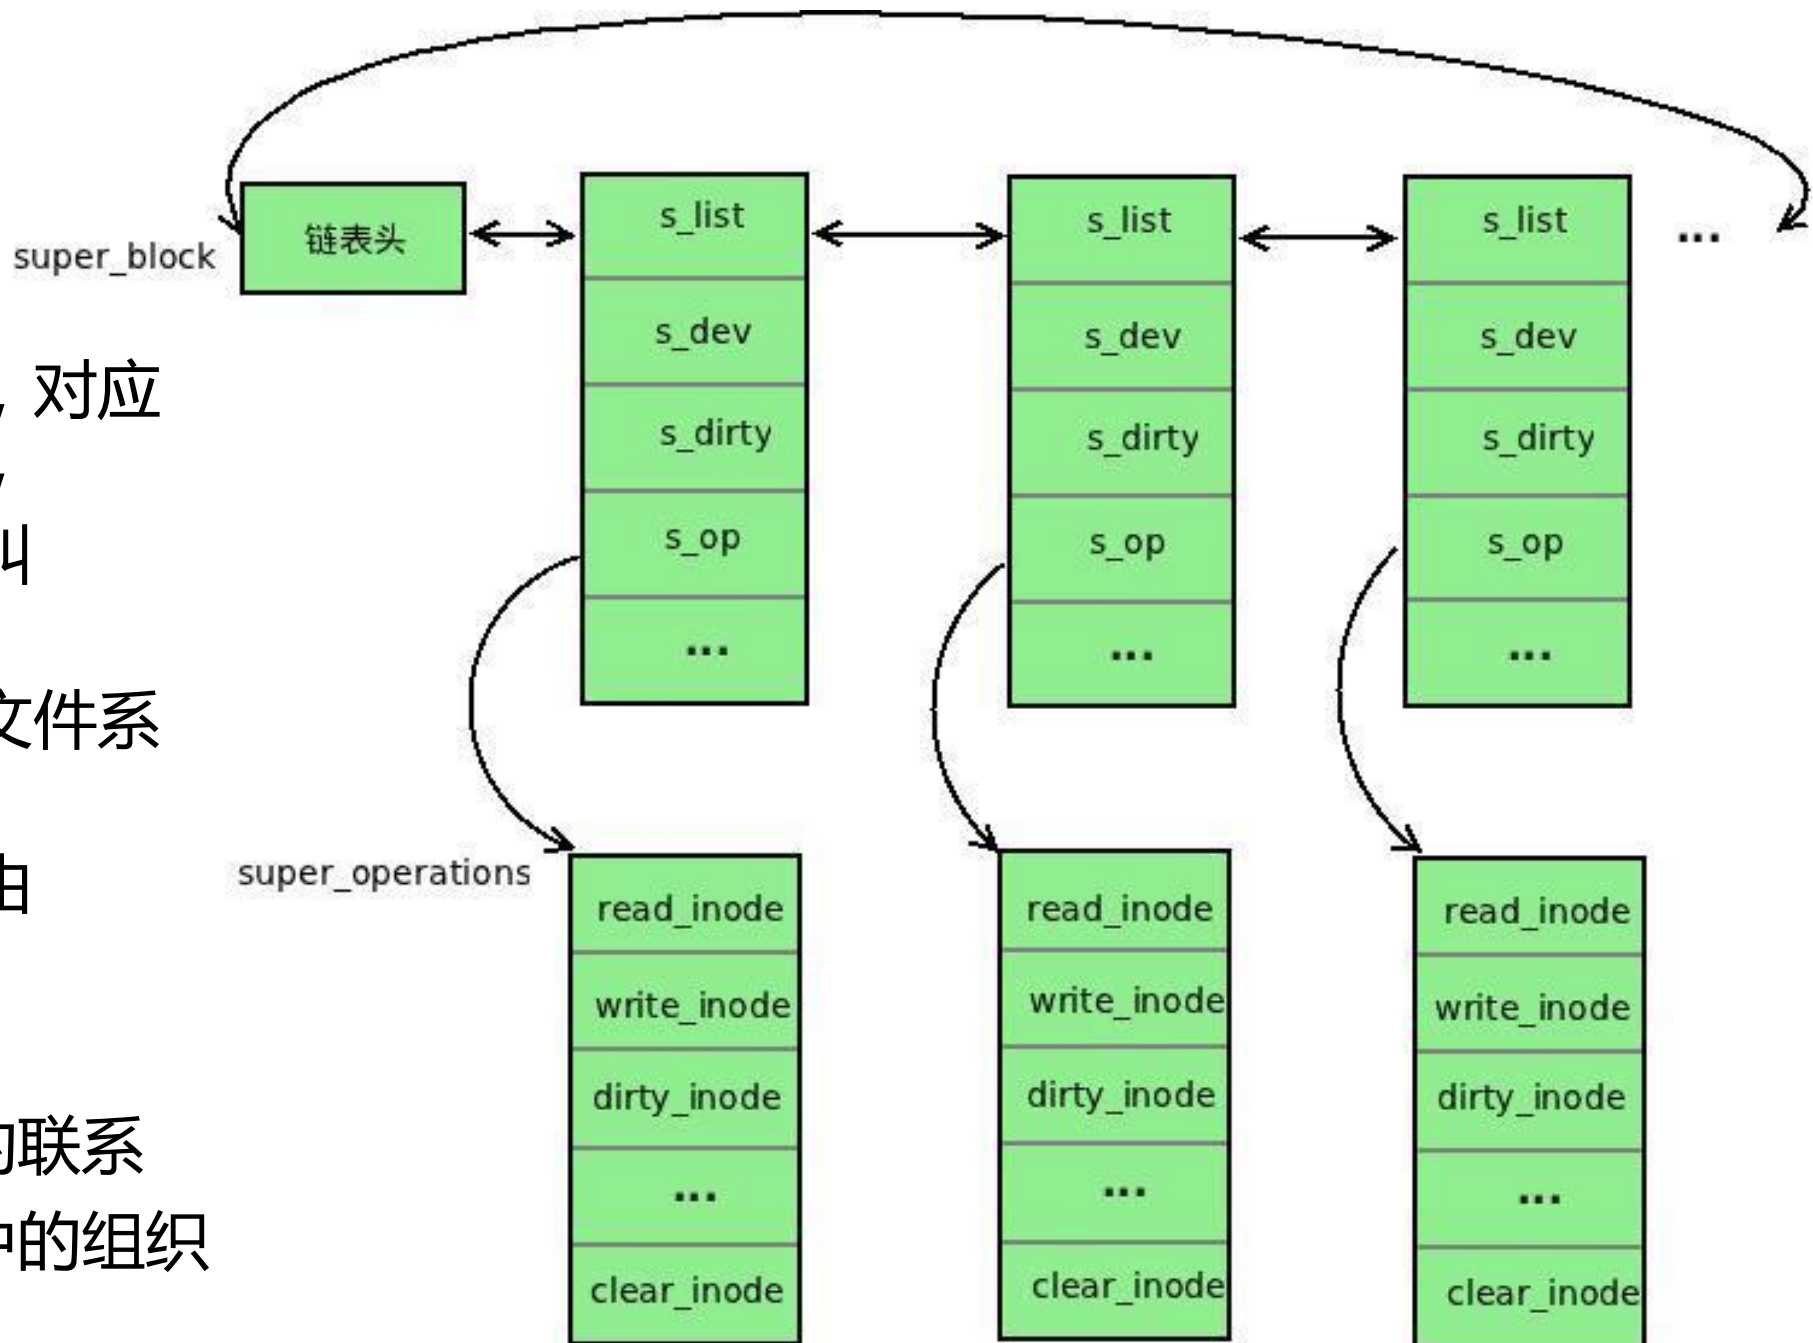 super_block
链表头
s_list
s_dev
s_dirty
s_op
...
s_list
s_dev
s_dirty
s_op
...
s_list
s_dev
s_dirty
s_op
...
...
，对应
文件系
由
的联系
中的组织
super_operations
read_inode
write_inode
dirty_inode
...
clear_inode
read_inode
write_inode
dirty_inode
...
clear_inode
read_inode
write_inode
dirty_inode
...
clear_inode